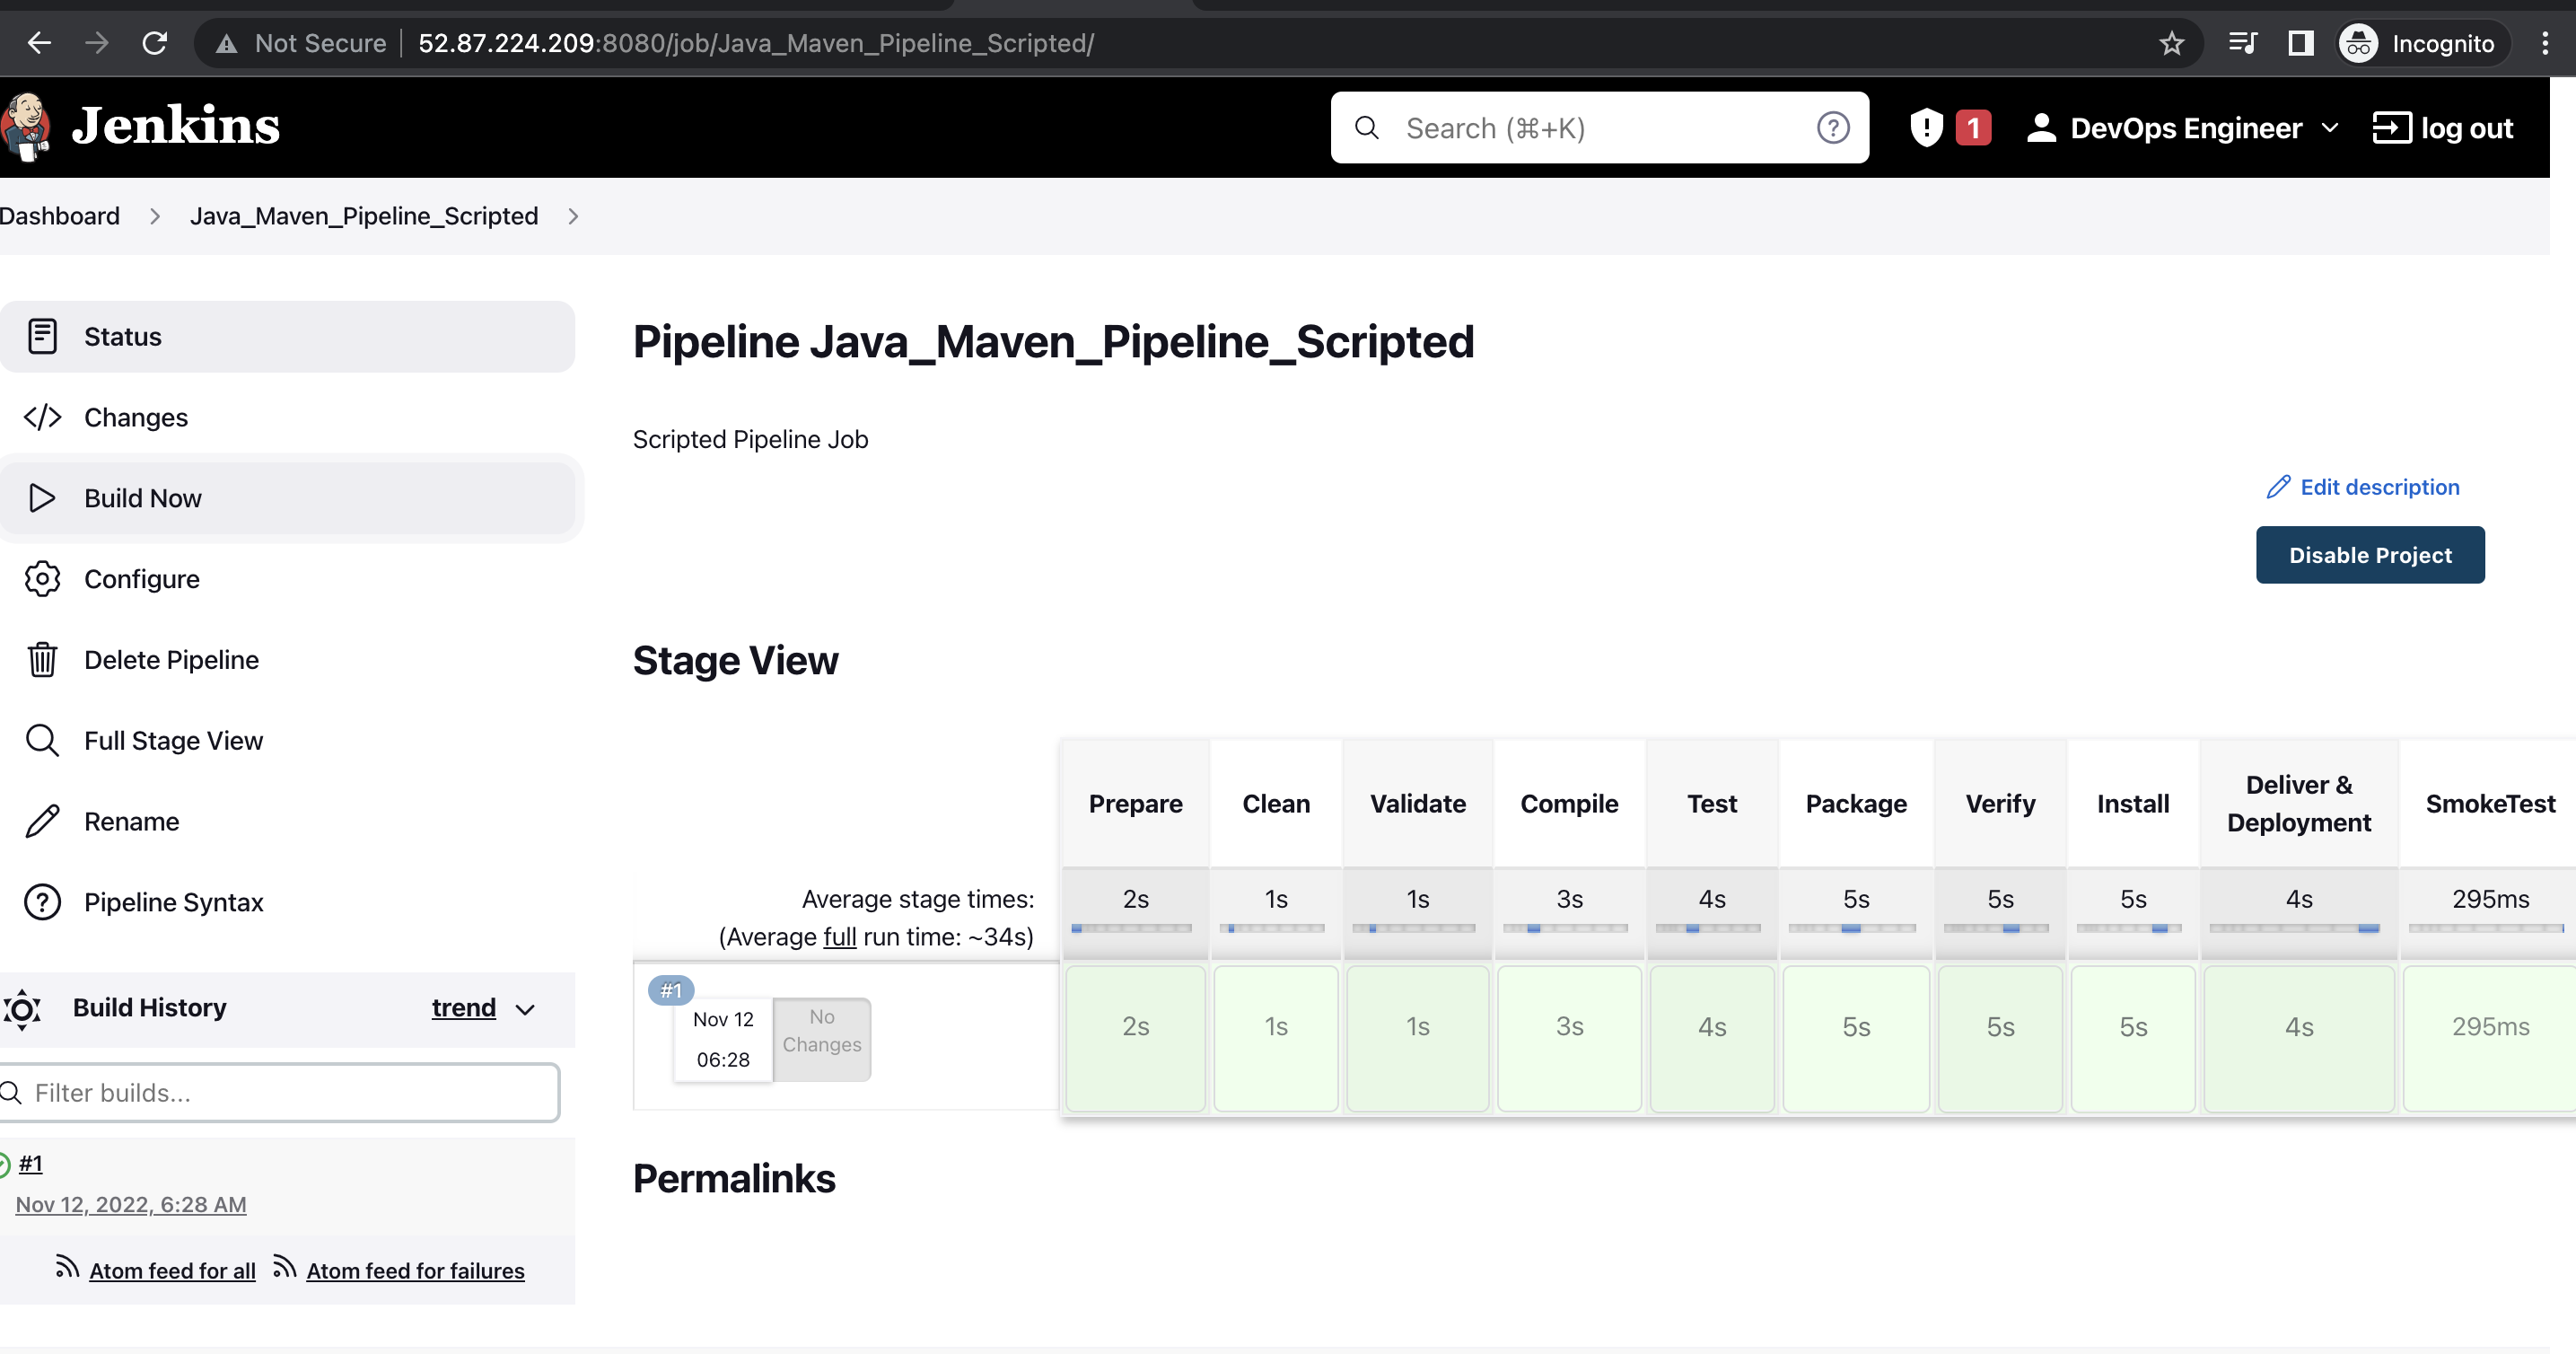 Not Secure 52.87.224.209:8080/job/Java_Maven_Pipeline_Scripted/ Incognito
Jenkins Search (⌘+K) ? 1 DevOps Engineer log out
Dashboard Java_Maven_Pipeline_Scripted
Status
Changes
Build Now
Configure
Delete Pipeline
Full Stage View
Rename
Pipeline Syntax
Build History trend
Filter builds...
#1
Nov 12, 2022, 6:28 AM
Atom feed for all Atom feed for failures
Pipeline Java_Maven_Pipeline_Scripted
Scripted Pipeline Job
Edit description
Disable Project
Stage View
Prepare Clean Validate Compile Test Package Verify Install Deliver & Deployment SmokeTest
Average stage times: 2s 1s 1s 3s 4s 5s 5s 5s 4s 295ms
(Average full run time: ~34s)
#1
Nov 12 No
06:28 Changes
2s 1s 1s 3s 4s 5s 5s 5s 4s 295ms
Permalinks